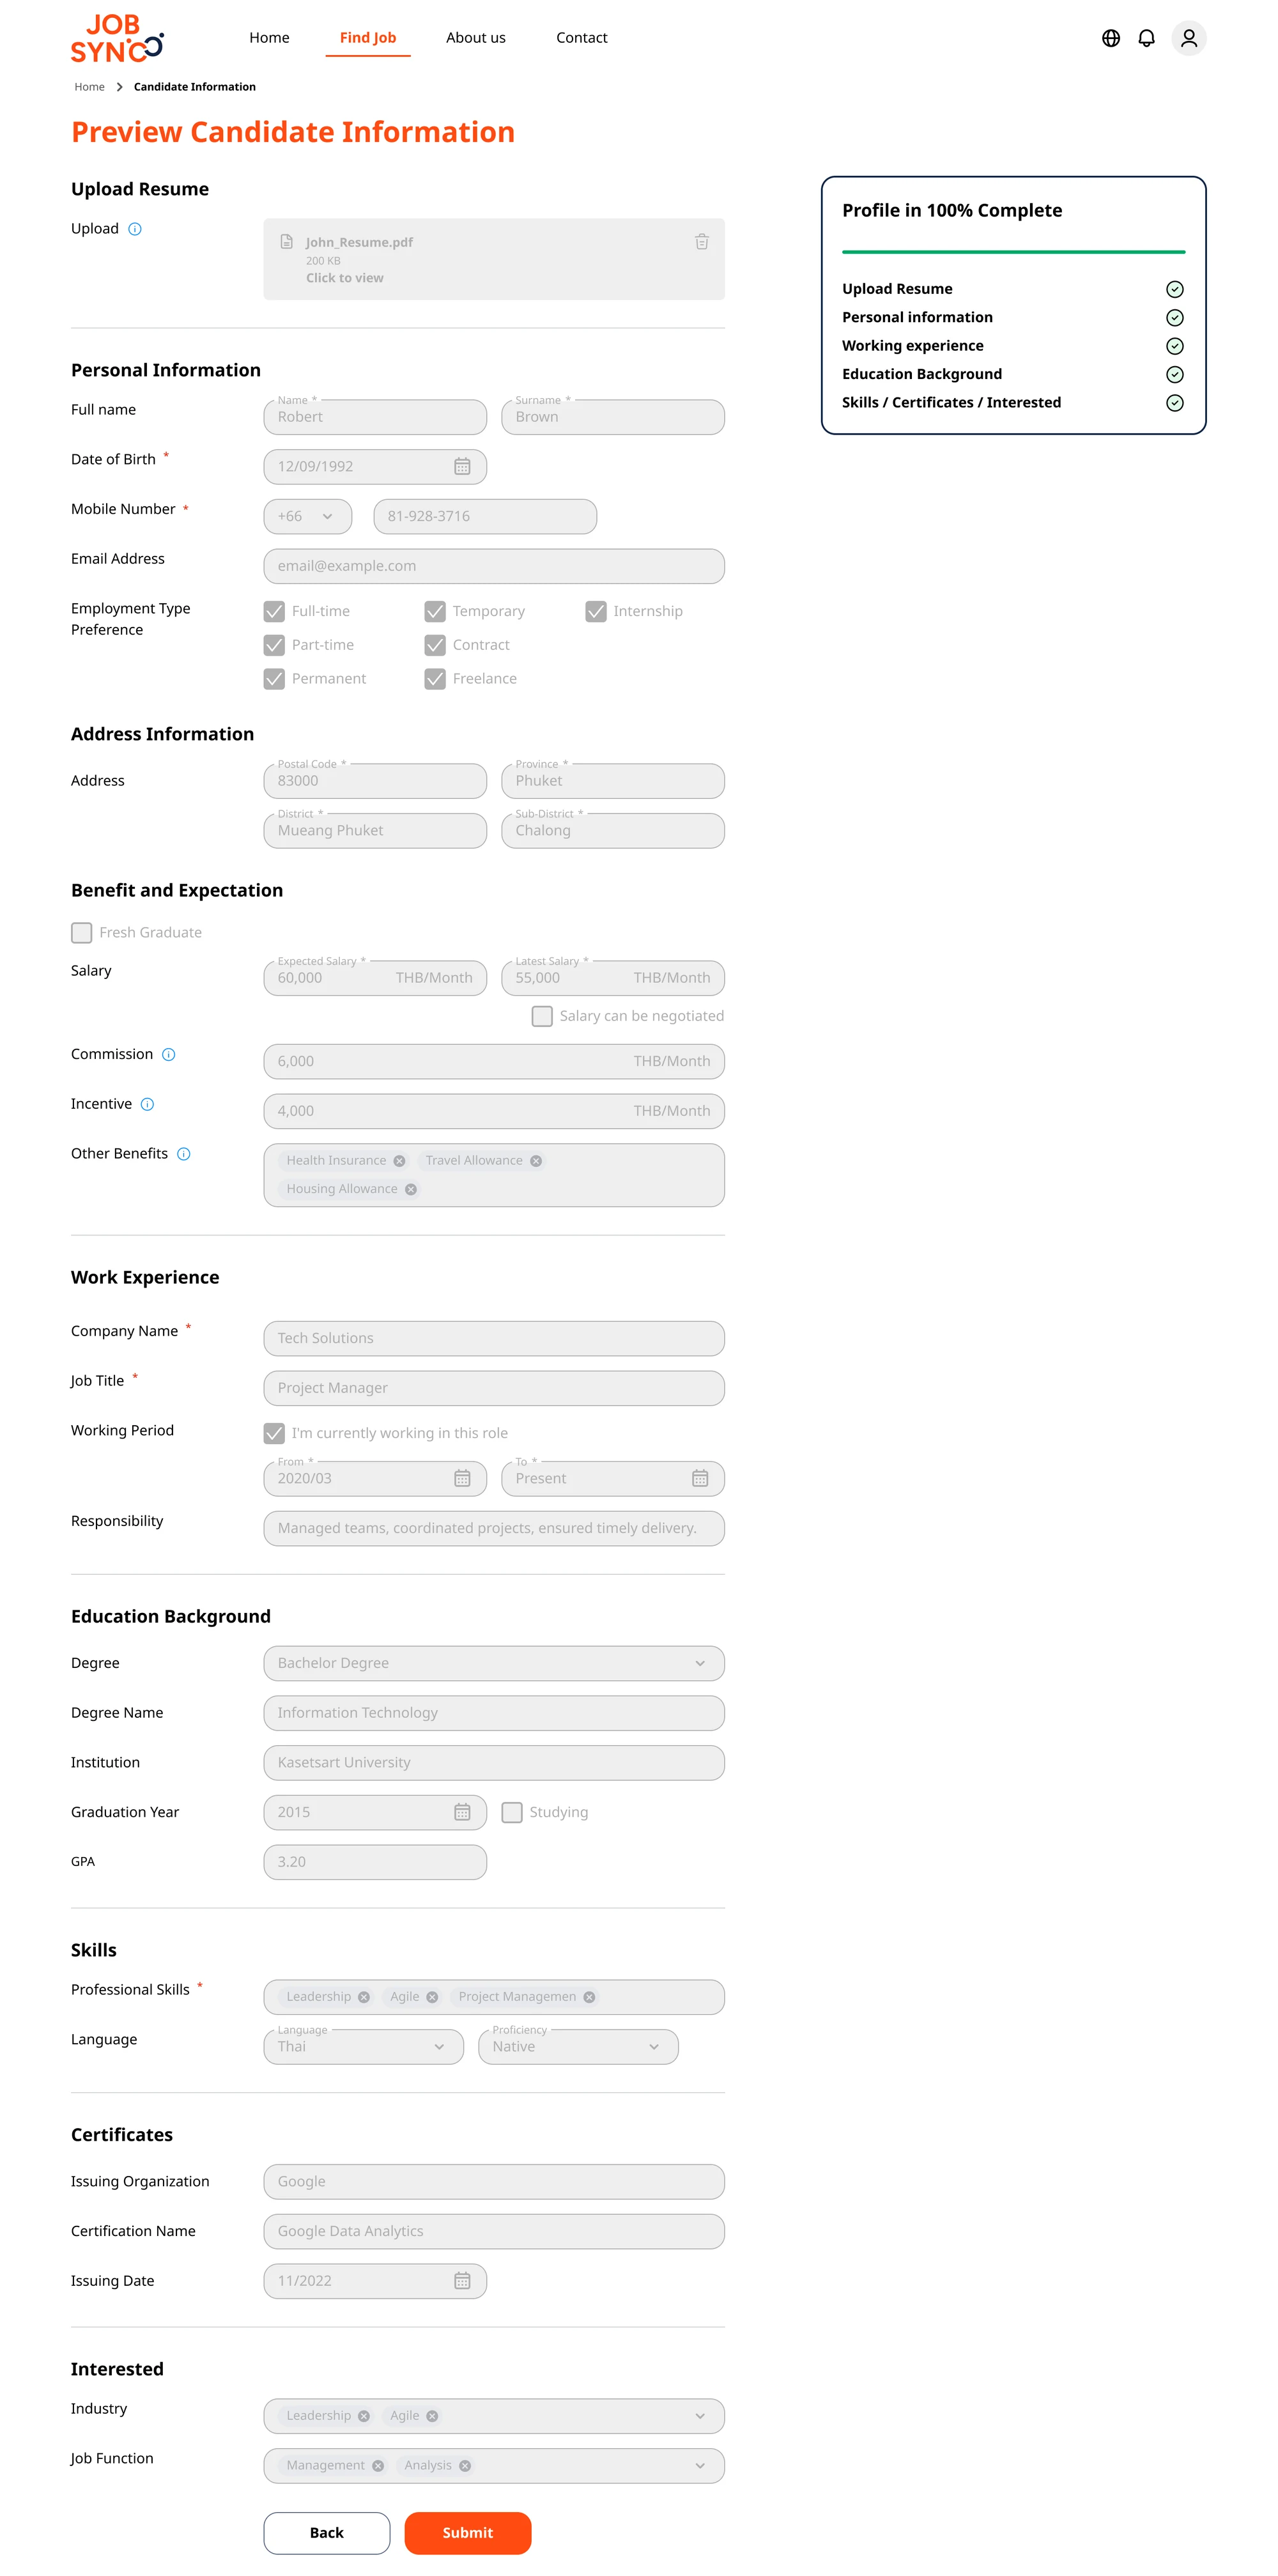 JOB
SYNC
Home Find Job About us Contact
Home Candidate Information
Preview Candidate Information
Upload Resume
Upload
John_Resume.pdf
200 KB
Click to view
Profile in 100% Complete
Upload Resume
Personal information
Working experience
Education Background
Skills / Certificates / Interested
Personal Information
Full name
Name *
Robert
Surname *
Brown
Date of Birth *
12/09/1992
Mobile Number *
+66
81-928-3716
Email Address
email@example.com
Employment Type
Preference
Full-time Temporary Internship
Part-time Contract
Permanent Freelance
Address Information
Address
Postal Code *
83000
Province *
Phuket
District *
Mueang Phuket
Sub-District *
Chalong
Benefit and Expectation
Fresh Graduate
Salary
Expected Salary *
60,000 THB/Month
Latest Salary *
55,000 THB/Month
Salary can be negotiated
Commission
6,000 THB/Month
Incentive
4,000 THB/Month
Other Benefits
Health Insurance Travel Allowance
Housing Allowance
Work Experience
Company Name *
Tech Solutions
Job Title *
Project Manager
Working Period
I'm currently working in this role
From *
2020/03
To *
Present
Responsibility
Managed teams, coordinated projects, ensured timely delivery.
Education Background
Degree
Bachelor Degree
Degree Name
Information Technology
Institution
Kasetsart University
Graduation Year
2015
Studying
GPA
3.20
Skills
Professional Skills *
Leadership Agile Project Managemen
Language
Language
Thai
Proficiency
Native
Certificates
Issuing Organization
Google
Certification Name
Google Data Analytics
Issuing Date
11/2022
Interested
Industry
Leadership Agile
Job Function
Management Analysis
Back Submit